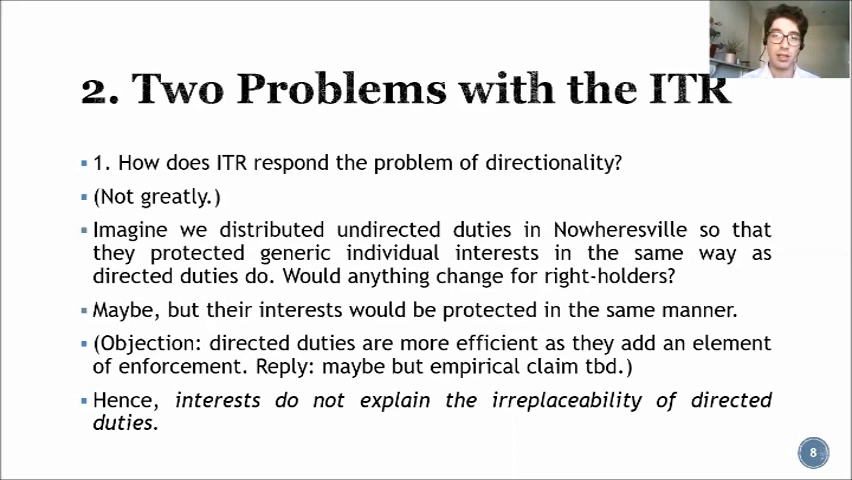 2. Two Problems with the ITR
1. How does ITR respond the problem of directionality?
(Not greatly.)
Imagine we distributed undirected duties in Nowheresville so that
they protected generic individual interests in the same way as
directed duties do. Would anything change for right-holders?
Maybe, but their interests would be protected in the same manner.
(Objection: directed duties are more efficient as they add an element
of enforcement. Reply: maybe but empirical claim tbd.)
Hence, interests do not explain the irreplaceability of directed
duties.
8